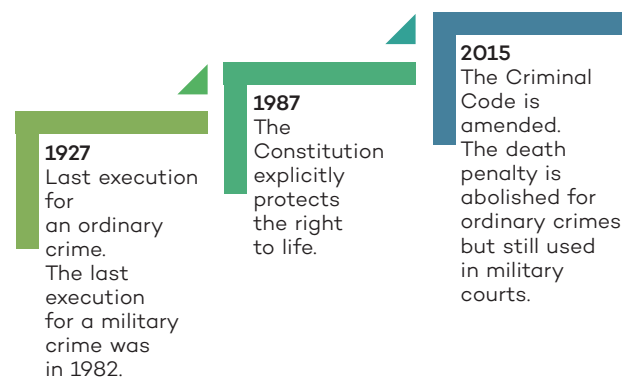 1927
Last execution
for
an ordinary
crime.
The last
execution
for a military
crime was
in 1982.
1987
The
Constitution
explicitly
protects
the right
to life.
2015
The Criminal
Code is
amended.
The death
penalty is
abolished for
ordinary crimes
but still used
in military
courts.